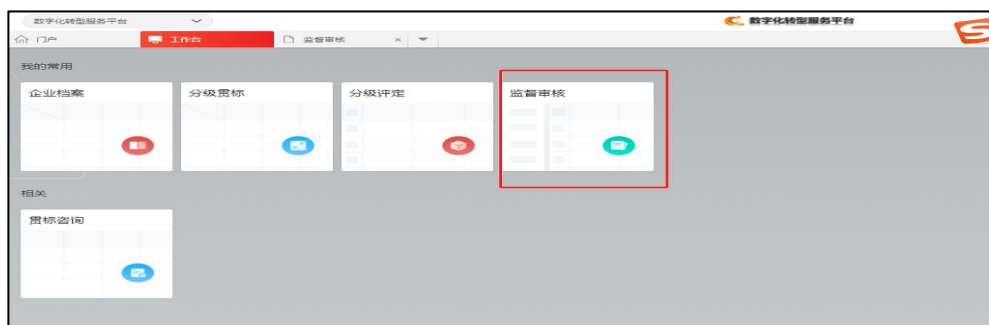 数字化转型服务平台
数字化转型服务平台
门户
工作台
监督审核
我的常用
企业档案
分级贯标
分级评定
监督审核
相关
贯标咨询